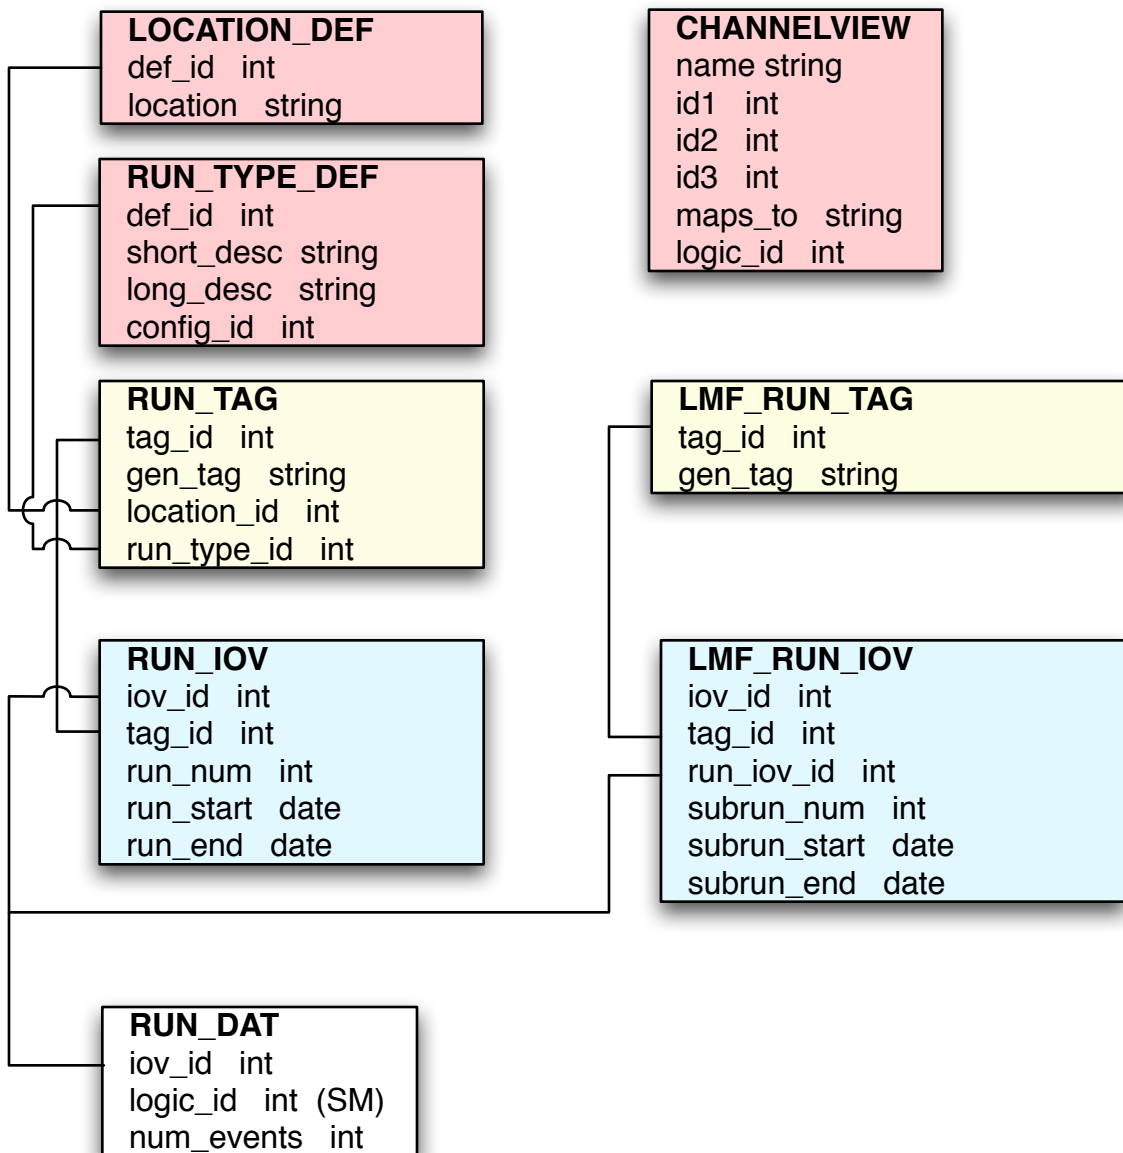 LOCATION_DEF
def_id int
location string
CHANNELVIEW
name string
id1 int
id2 int
id3 int
maps_to string
logic_id int
RUN_TYPE_DEF
def_id int
short_desc string
long_desc string
config_id int
RUN_TAG
tag_id int
gen_tag string
location_id int
run_type_id int
LMF_RUN_TAG
tag_id int
gen_tag string
RUN_IOV
iov_id int
tag_id int
run_num int
run_start date
run_end date
LMF_RUN_IOV
iov_id int
tag_id int
run_iov_id int
subrun_num int
subrun_start date
subrun_end date
RUN_DAT
iov_id int
logic_id int (SM)
num_events int